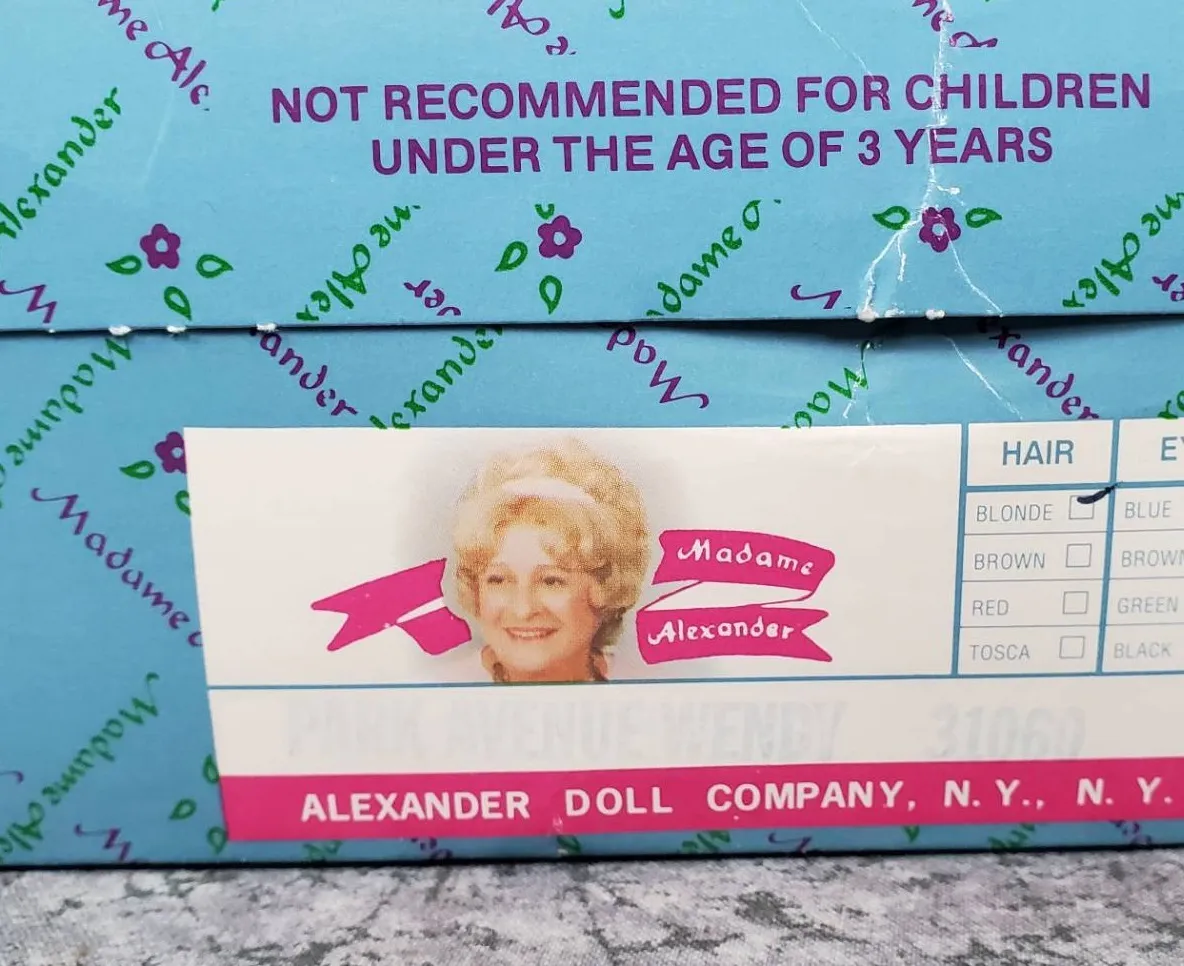 NOT RECOMMENDED FOR CHILDREN
UNDER THE AGE OF 3 YEARS
Madame
Alexander
HAIR
BLONDE
BLUE
BROWN
BROWN
RED
GREEN
TOSCA
BLACK
PARK AVENUE WENDY 31060
ALEXANDER DOLL COMPANY, N. Y., N. Y.